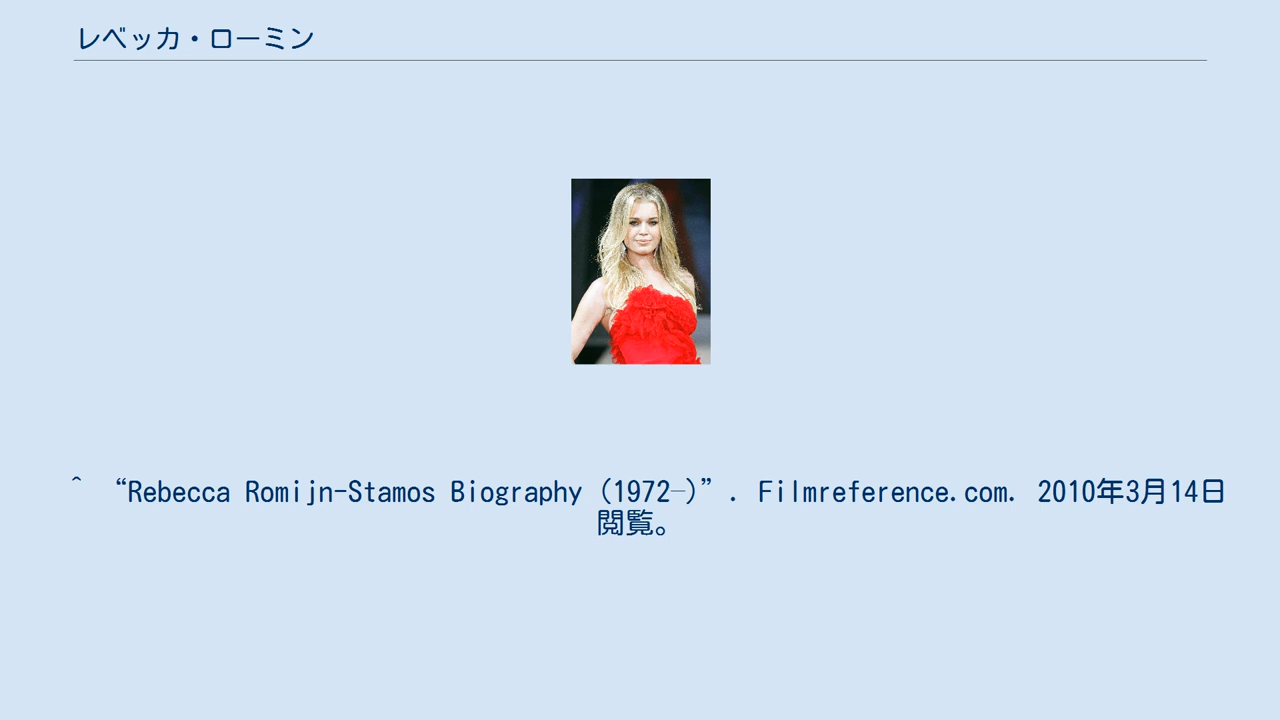 レベッカ・ローミン
^ “Rebecca Romijn-Stamos Biography (1972–)”. Filmreference.com. 2010年3月14日
閲覧。